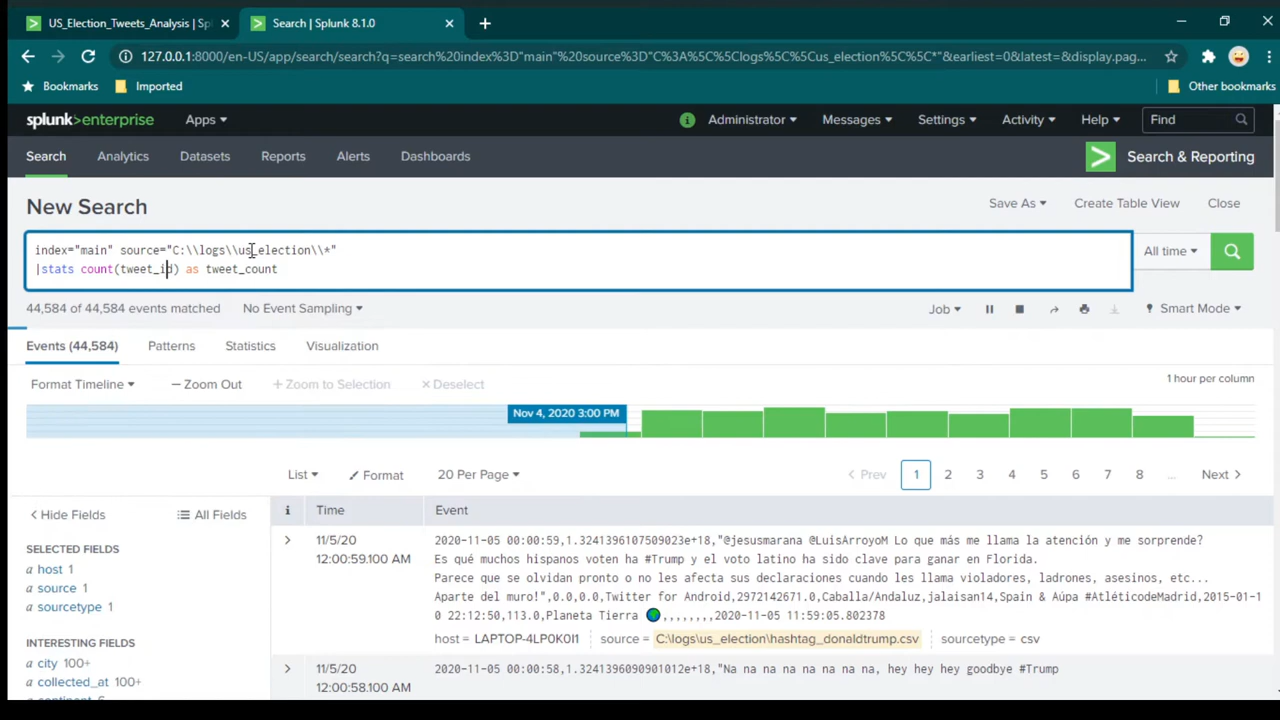 US_Election_Tweets_Analysis | Spl
Search | Splunk 8.1.0
127.0.0.1:8000/en-US/app/search/search?q=search%20index%3D"main"%20source%3D"C%3A%5C%5Clogs%5C%5Cus_election%5C%5C*"&earliest=0&latest=&display.pag...
Bookmarks
Imported
Other bookmarks
splunk>enterprise
Apps
Administrator
Messages
Settings
Activity
Help
Find
Search
Analytics
Datasets
Reports
Alerts
Dashboards
Search & Reporting
New Search
Save As
Create Table View
Close
index="main" source="C:\\logs\\us_election\\*"
|stats count(tweet_id) as tweet_count
All time
44,584 of 44,584 events matched
No Event Sampling
Job
Smart Mode
Events (44,584)
Patterns
Statistics
Visualization
Format Timeline
— Zoom Out
+ Zoom to Selection
× Deselect
1 hour per column
Nov 4, 2020 3:00 PM
List
Format
20 Per Page
< Prev
1
2
3
4
5
6
7
8
...
Next >
< Hide Fields
All Fields
i
Time
Event
SELECTED FIELDS
a host 1
a source 1
a sourcetype 1
INTERESTING FIELDS
a city 100+
a collected_at 100+
a continent 6
> 11/5/20
12:00:59.100 AM
2020-11-05 00:00:59,1.3241396107509023e+18,"@jesusmarana @LuisArroyoM Lo que más me llama la atención y me sorprende?
Es qué muchos hispanos voten ha #Trump y el voto latino ha sido clave para ganar en Florida.
Parece que se olvidan pronto o no les afecta sus declaraciones cuando les llama violadores, ladrones, asesinos, etc...
Aparte del muro!",0.0,0.0,Twitter for Android,2972142671.0,Caballa/Andaluz,jalaisan14,Spain & Aúpa #AtléticodeMadrid,2015-01-1
0 22:12:50,113.0,Planeta Tierra 🌍,,,,,,,2020-11-05 11:59:05.802378
host = LAPTOP-4LP0K0I1
source = C:\logs\us_election\hashtag_donaldtrump.csv
sourcetype = csv
> 11/5/20
12:00:58.100 AM
2020-11-05 00:00:58,1.3241396090901012e+18,"Na na na na na na na, hey hey hey goodbye #Trump